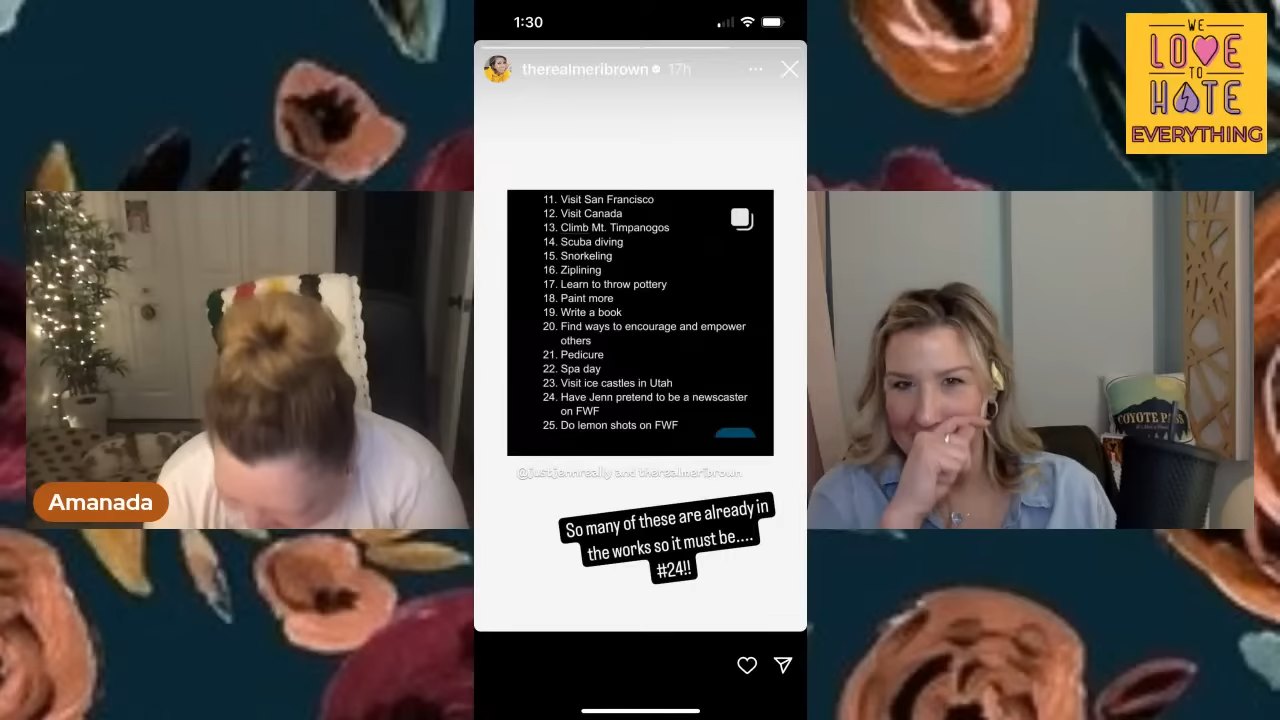 1:30
therealmeribrown 17h
11. Visit San Francisco
12. Visit Canada
13. Climb Mt. Timpanogos
14. Scuba diving
15. Snorkeling
16. Ziplining
17. Learn to throw pottery
18. Paint more
19. Write a book
20. Find ways to encourage and empower
others
21. Pedicure
22. Spa day
23. Visit ice castles in Utah
24. Have Jenn pretend to be a newscaster
on FWF
25. Do lemon shots on FWF
@justjennreally and therealmeribrown
So many of these are already in
the works so it must be....
#24!!
Amanada
WE
LOVE
TO
HATE
EVERYTHING
COYOTE PASS